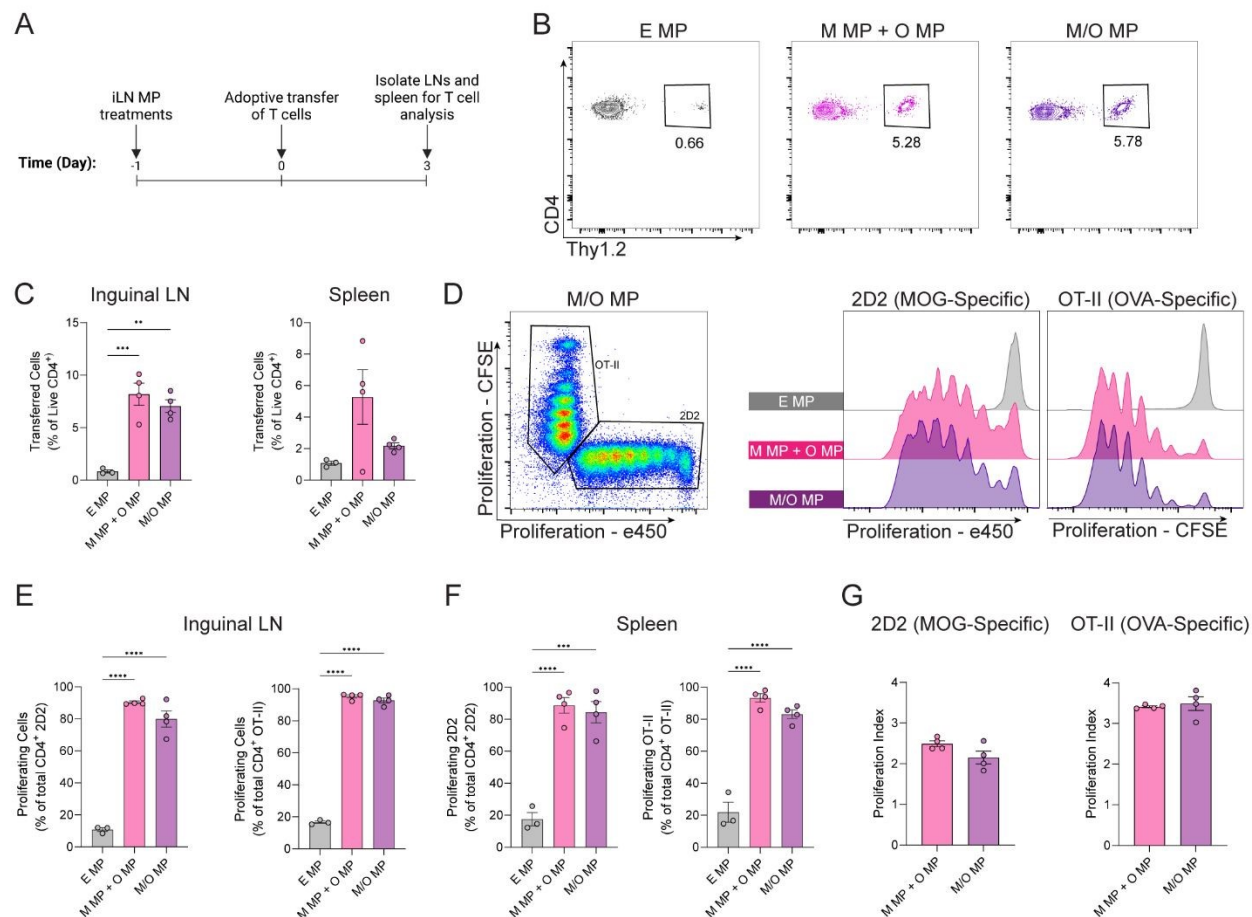 A
iLN MP
treatments
Adoptive transfer
of T cells
Isolate LNs and
spleen for T cell
analysis
Time (Day):
-1
0
3
B
E MP
M MP + O MP
M/O MP
0.66
5.28
5.78
CD4
Thy1.2
C
Inguinal LN
Transferred Cells
(% of Live CD4⁺)
15
10
5
0
**
***
E MP
M MP + O MP
M/O MP
Spleen
Transferred Cells
(% of Live CD4⁺)
10
8
6
4
2
0
E MP
M MP + O MP
M/O MP
D
M/O MP
OT-II
2D2
Proliferation - CFSE
Proliferation - e450
2D2 (MOG-Specific)
OT-II (OVA-Specific)
E MP
M MP + O MP
M/O MP
Proliferation - e450
Proliferation - CFSE
E
Inguinal LN
Proliferating Cells
(% of total CD4⁺ 2D2)
100
80
60
40
20
0
****
****
E MP
M MP + O MP
M/O MP
Proliferating Cells
(% of total CD4⁺ OT-II)
100
80
60
40
20
0
****
****
E MP
M MP + O MP
M/O MP
F
Spleen
Proliferating 2D2
(% of total CD4⁺ 2D2)
100
80
60
40
20
0
***
****
E MP
M MP + O MP
M/O MP
Proliferating OT-II
(% of total CD4⁺ OT-II)
100
80
60
40
20
0
****
****
E MP
M MP + O MP
M/O MP
G
2D2 (MOG-Specific)
Proliferation Index
4
3
2
1
0
M MP + O MP
M/O MP
OT-II (OVA-Specific)
Proliferation Index
4
3
2
1
0
M MP + O MP
M/O MP